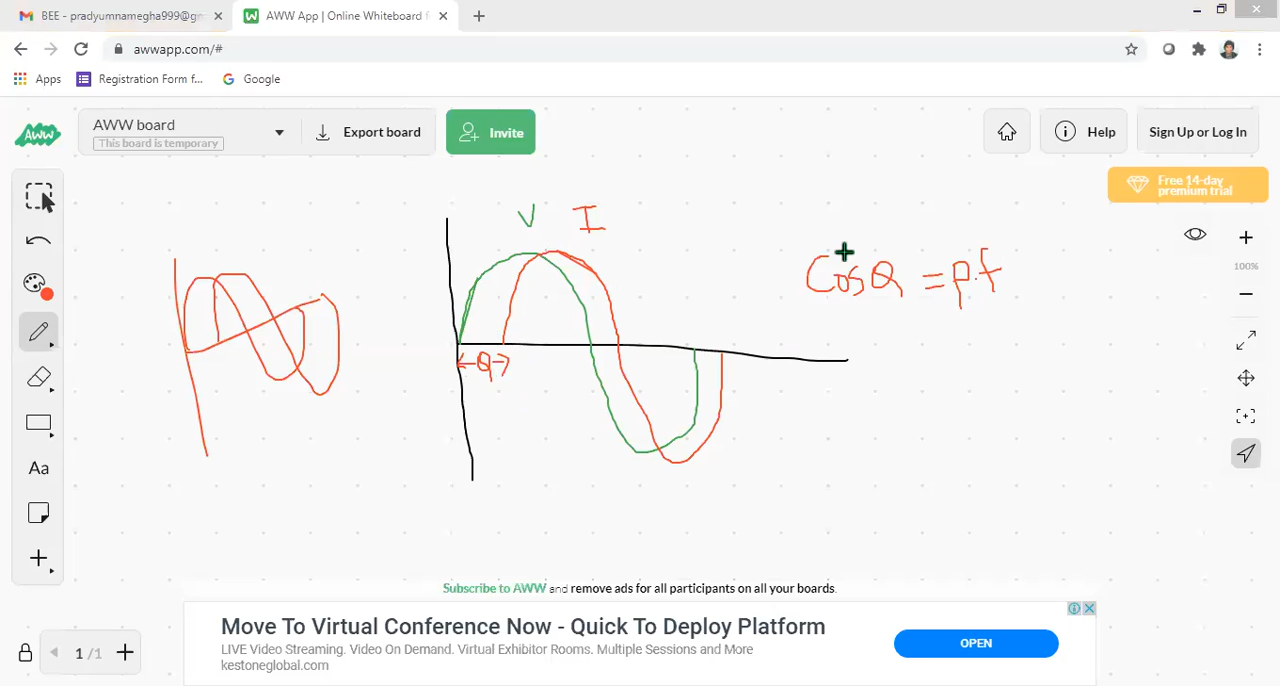 BEE - pradyumnamegha999@gm
AWW App | Online Whiteboard f
awwapp.com/#
Apps
Registration Form f...
Google
AWW
AWW board
This board is temporary
Export board
Invite
Help
Sign Up or Log In
Free 14-day
premium trial
100%
V I
Cosθ = p.f
←θ→
Aa
Subscribe to AWW and remove ads for all participants on all your boards.
Move To Virtual Conference Now - Quick To Deploy Platform
LIVE Video Streaming. Video On Demand. Virtual Exhibitor Rooms. Multiple Sessions and More
kestoneglobal.com
OPEN
1 /1